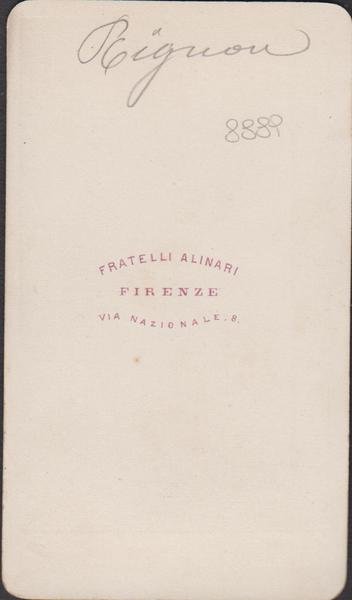 Rignon
8889
FRATELLI ALINARI
FIRENZE
VIA NAZIONALE. 8.